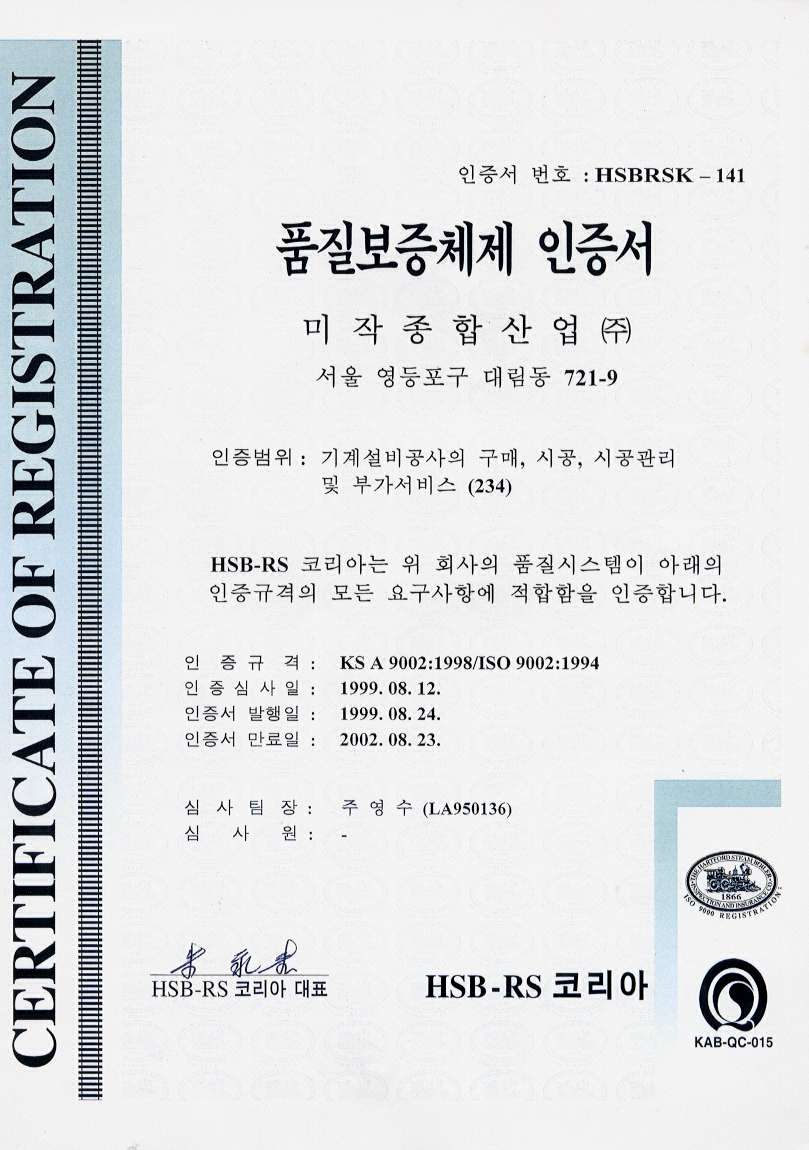 CERTIFICATE OF REGISTRATION
인증서 번호 : HSBRSK – 141
품질보증체제 인증서
미 작 종 합 산 업 ㈜
서울 영등포구 대림동 721-9
인증범위 : 기계설비공사의 구매, 시공, 시공관리
및 부가서비스 (234)
HSB-RS 코리아는 위 회사의 품질시스템이 아래의
인증규격의 모든 요구사항에 적합함을 인증합니다.
인 증 규 격 : KS A 9002:1998/ISO 9002:1994
인 증 심 사 일 : 1999. 08. 12.
인증서 발행일 : 1999. 08. 24.
인증서 만료일 : 2002. 08. 23.
심 사 팀 장 : 주 영 수 (LA950136)
심 사 원 : -
THE HARTFORD STEAM BOILER
INSPECTION AND INSURANCE CO
1866
ISO 9000 REGISTRATION
HSB-RS 코리아 대표
HSB-RS 코리아
KAB-QC-015